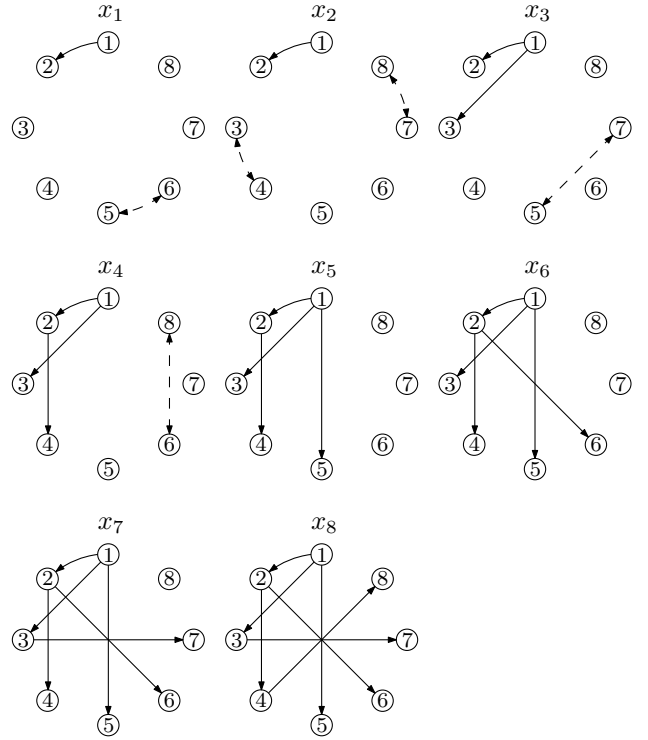 x1 x2 x3
1 1 1
2 8 2 8 2 8
3 7 3 7 3 7
4 6 4 6 4 6
5 5 5
x4 x5 x6
1 1 1
2 8 2 8 2 8
3 7 3 7 3 7
4 6 4 6 4 6
5 5 5
x7 x8
1 1
2 8 2 8
3 7 3 7
4 6 4 6
5 5